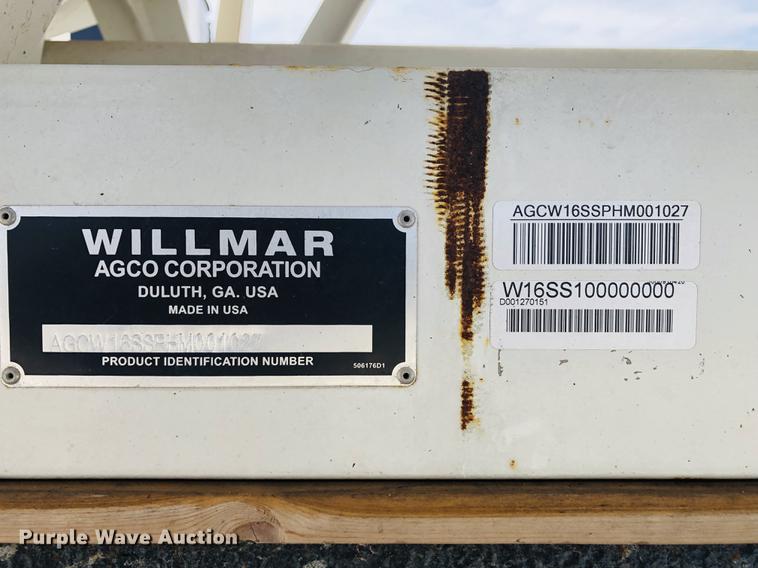 WILLMAR
AGCO CORPORATION
DULUTH, GA. USA
MADE IN USA
AGCW16SSPHM001027
PRODUCT IDENTIFICATION NUMBER
506176D1
AGCW16SSPHM001027
W16SS100000000
D001270151
Purple Wave Auction